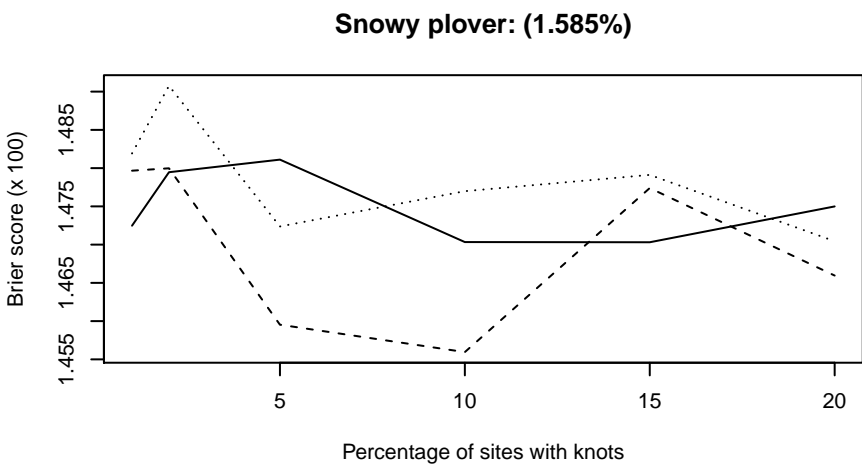 Snowy plover: (1.585%)
Brier score (x 100)
1.485
1.475
1.465
1.455
5 10 15 20
Percentage of sites with knots